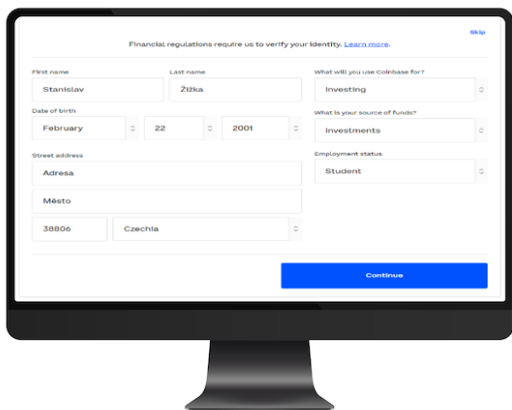 Skip
Financial regulations require us to verify your identity. Learn more.
First name
Last name
Stanislav
Žižka
Date of birth
February
22
2001
Street address
Adresa
Město
38806
Czechia
What will you use Coinbase for?
Investing
What is your source of funds?
Investments
Employment status
Student
Continue